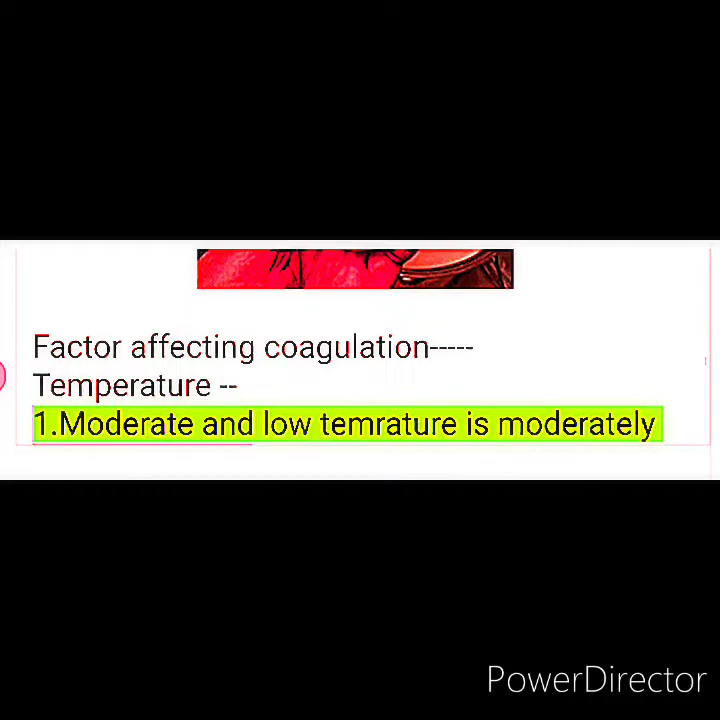 Factor affecting coagulation-----
Temperature --
1.Moderate and low temrature is moderately
PowerDirector